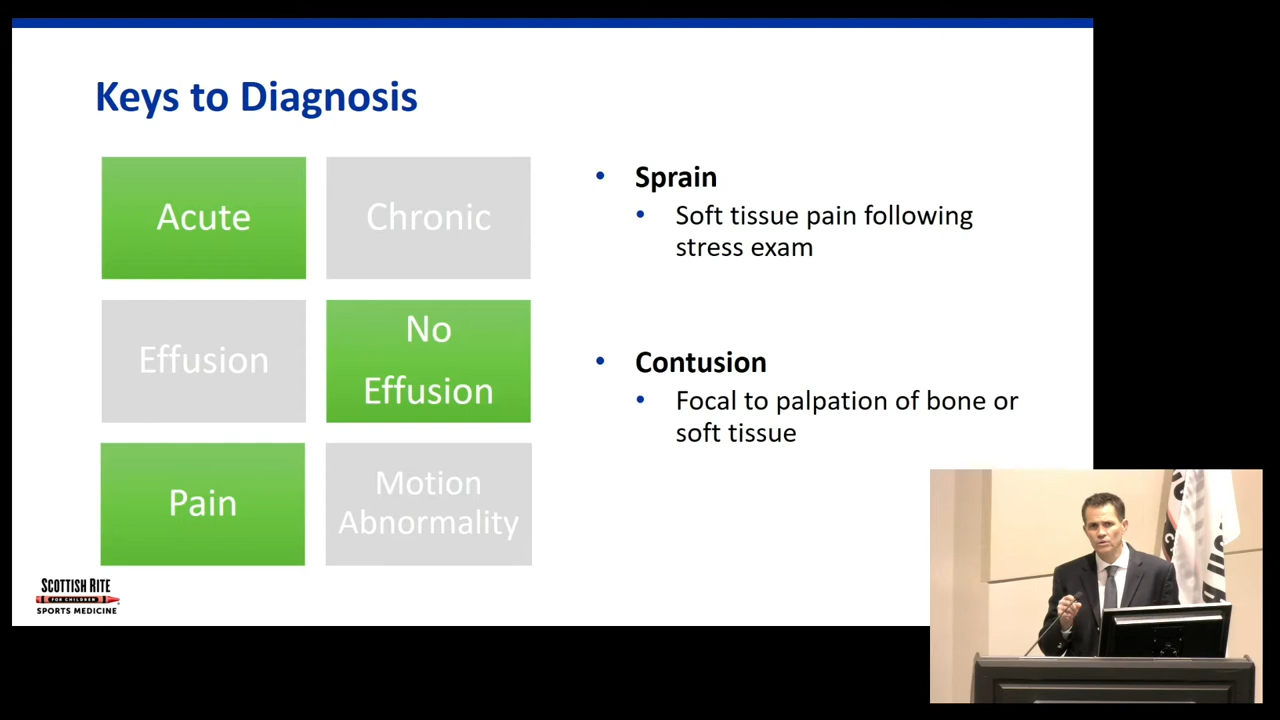 Keys to Diagnosis
Acute
Chronic
Effusion
No
Effusion
Pain
Motion
Abnormality
• Sprain
• Soft tissue pain following
stress exam
• Contusion
• Focal to palpation of bone or
soft tissue
SCOTTISH RITE
FOR CHILDREN
SPORTS MEDICINE